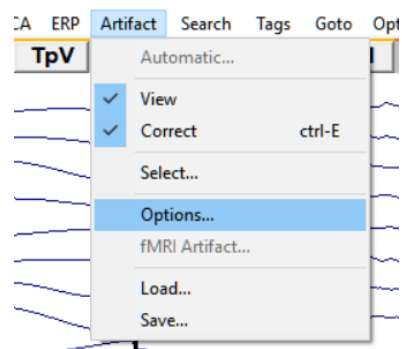 CA ERP Artifact Search Tags Goto Opt
TpV
Automatic...
View
Correct ctrl-E
Select...
Options...
fMRI Artifact...
Load...
Save...